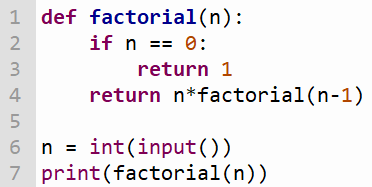 1 def factorial(n):
2     if n == 0:
3         return 1
4     return n*factorial(n-1)
5
6 n = int(input())
7 print(factorial(n))